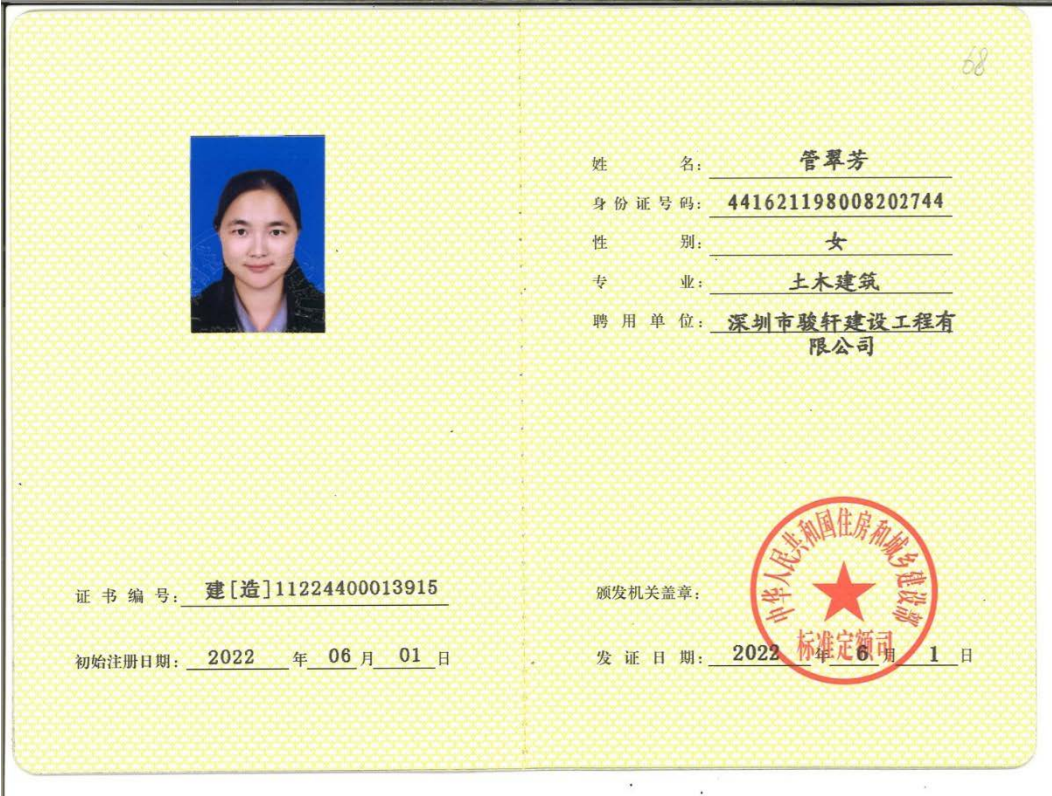 68
姓 名: 管翠芳
身份证号码: 441621198008202744
性 别: 女
专 业: 土木建筑
聘用单位: 深圳市骏轩建设工程有
限公司
证书编号: 建[造]11224400013915
初始注册日期: 2022 年 06 月 01 日
颁发机关盖章:
中华人民共和国住房和城乡建设部
标准定额司
发证日期: 2022 年 6 月 1 日